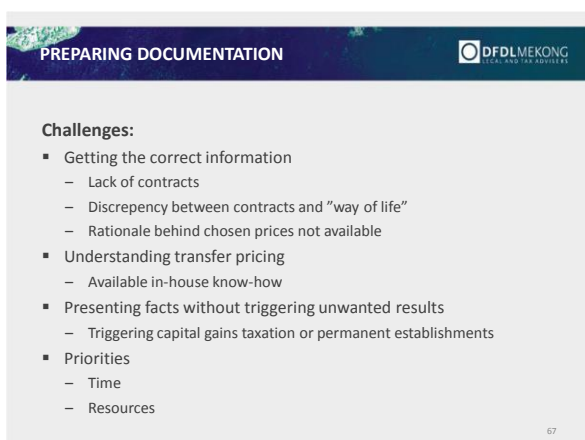 PREPARING DOCUMENTATION
DFDLMEKONG
LEGAL AND TAX ADVISERS
Challenges:
▪ Getting the correct information
– Lack of contracts
– Discrepency between contracts and ”way of life”
– Rationale behind chosen prices not available
▪ Understanding transfer pricing
– Available in-house know-how
▪ Presenting facts without triggering unwanted results
– Triggering capital gains taxation or permanent establishments
▪ Priorities
– Time
– Resources
67